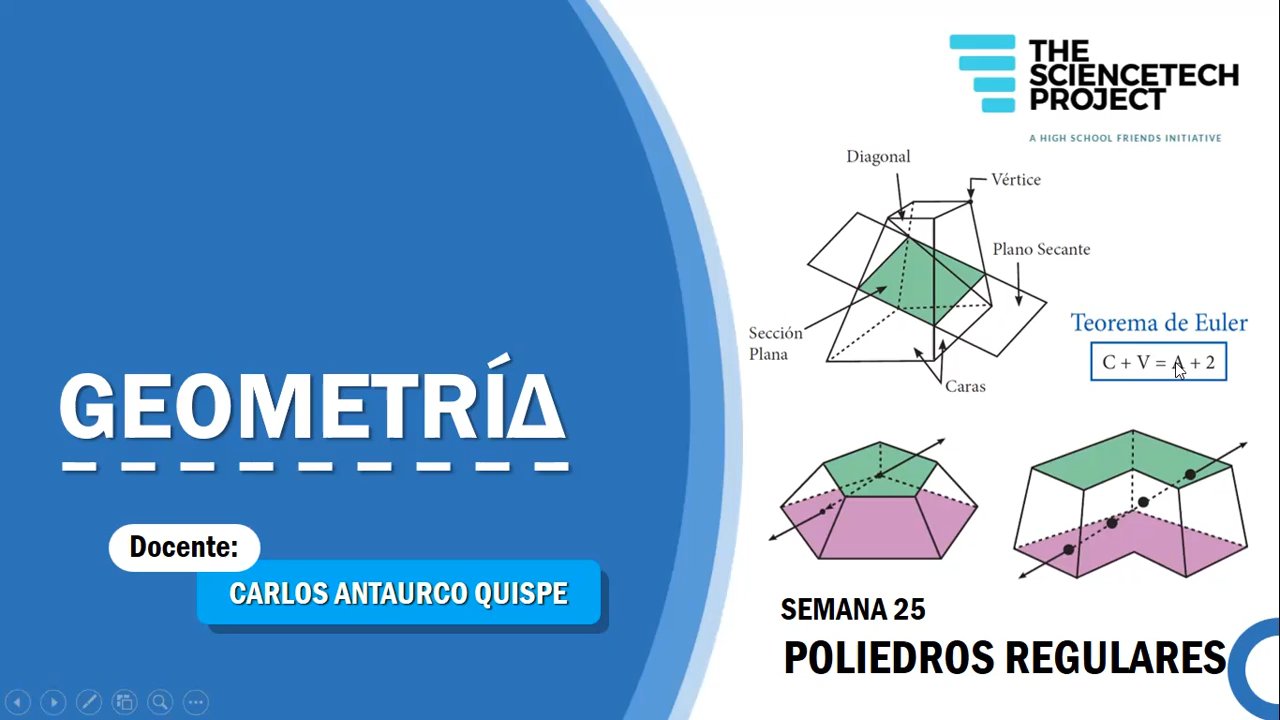 THE
SCIENCETECH
PROJECT
A HIGH SCHOOL FRIENDS INITIATIVE
Diagonal
Vértice
Plano Secante
Sección
Plana
Caras
Teorema de Euler
C + V = A + 2
GEOMETRÍA
Docente:
CARLOS ANTAURCO QUISPE
SEMANA 25
POLIEDROS REGULARES